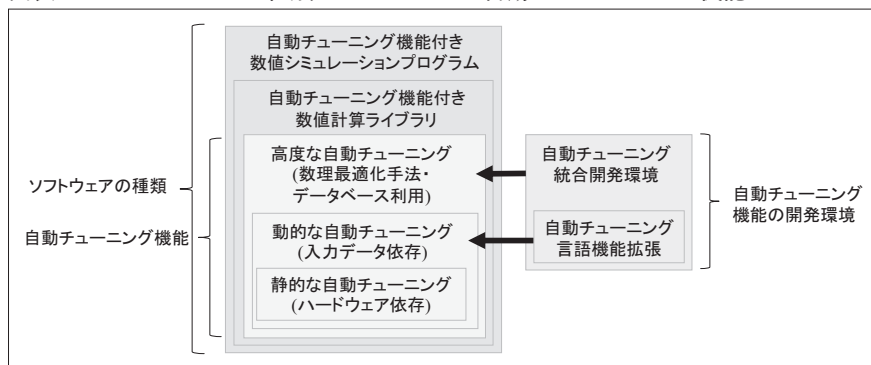 自動チューニング機能付き
数値シミュレーションプログラム
自動チューニング機能付き
数値計算ライブラリ
高度な自動チューニング
(数理最適化手法・
データベース利用)
動的な自動チューニング
(入力データ依存)
静的な自動チューニング
(ハードウェア依存)
ソフトウェアの種類
自動チューニング機能
自動チューニング
統合開発環境
自動チューニング
言語機能拡張
自動チューニング
機能の開発環境